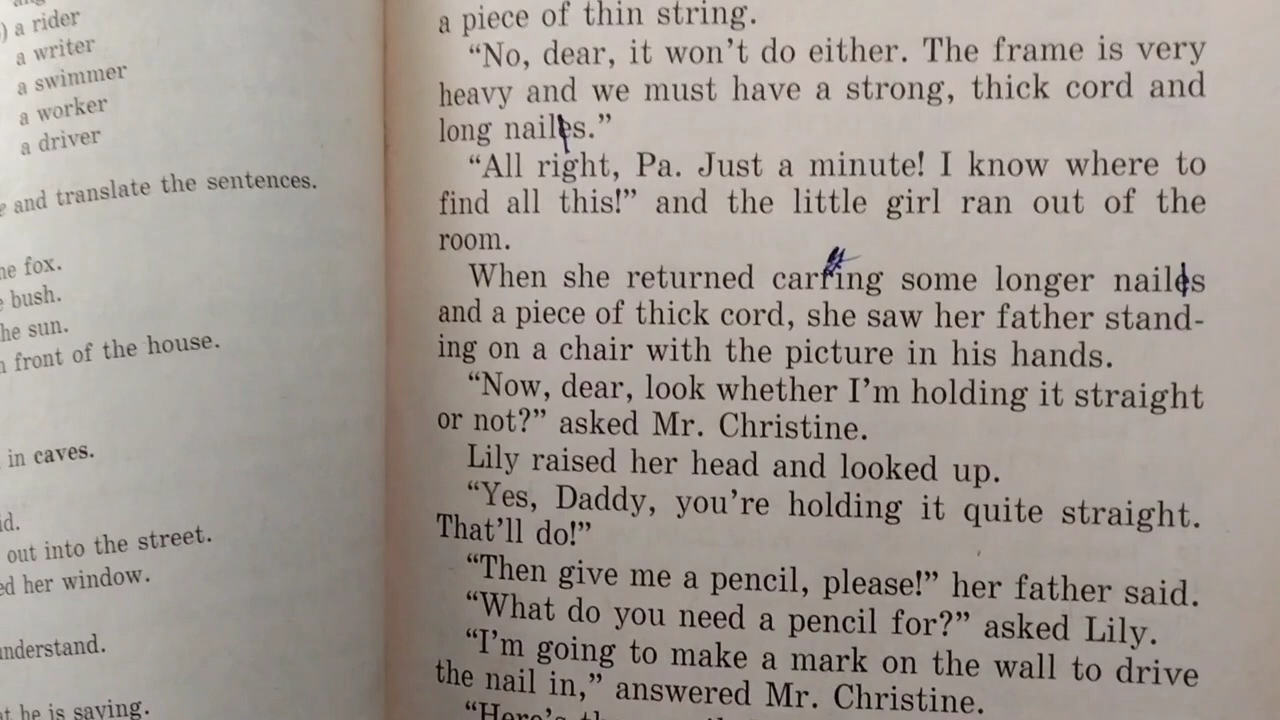 ) a rider
a writer
a swimmer
a worker
a driver
and translate the sentences.
fox.
bush.
the sun.
front of the house.
in caves.
out into the street.
her window.
understand.
he is saying.
a piece of thin string.
“No, dear, it won’t do either. The frame is very
heavy and we must have a strong, thick cord and
long nailes.”
“All right, Pa. Just a minute! I know where to
find all this!” and the little girl ran out of the
room.
When she returned carring some longer nailes
and a piece of thick cord, she saw her father stand-
ing on a chair with the picture in his hands.
“Now, dear, look whether I’m holding it straight
or not?” asked Mr. Christine.
Lily raised her head and looked up.
“Yes, Daddy, you’re holding it quite straight.
That’ll do!”
“Then give me a pencil, please!” her father said.
“What do you need a pencil for?” asked Lily.
“I’m going to make a mark on the wall to drive
the nail in,” answered Mr. Christine.
“Here’s